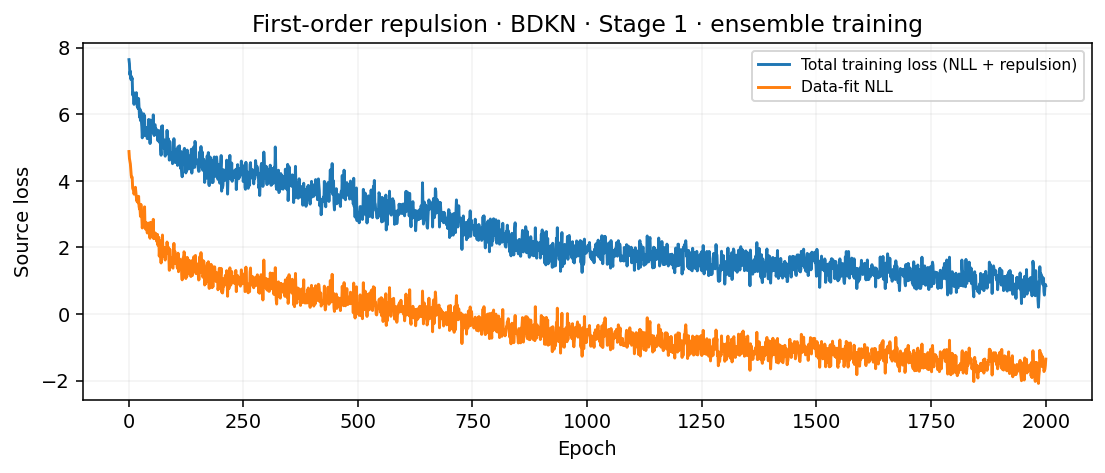 First-order repulsion · BDKN · Stage 1 · ensemble training
Total training loss (NLL + repulsion)
Data-fit NLL
Source loss
8
6
4
2
0
−2
0 250 500 750 1000 1250 1500 1750 2000
Epoch